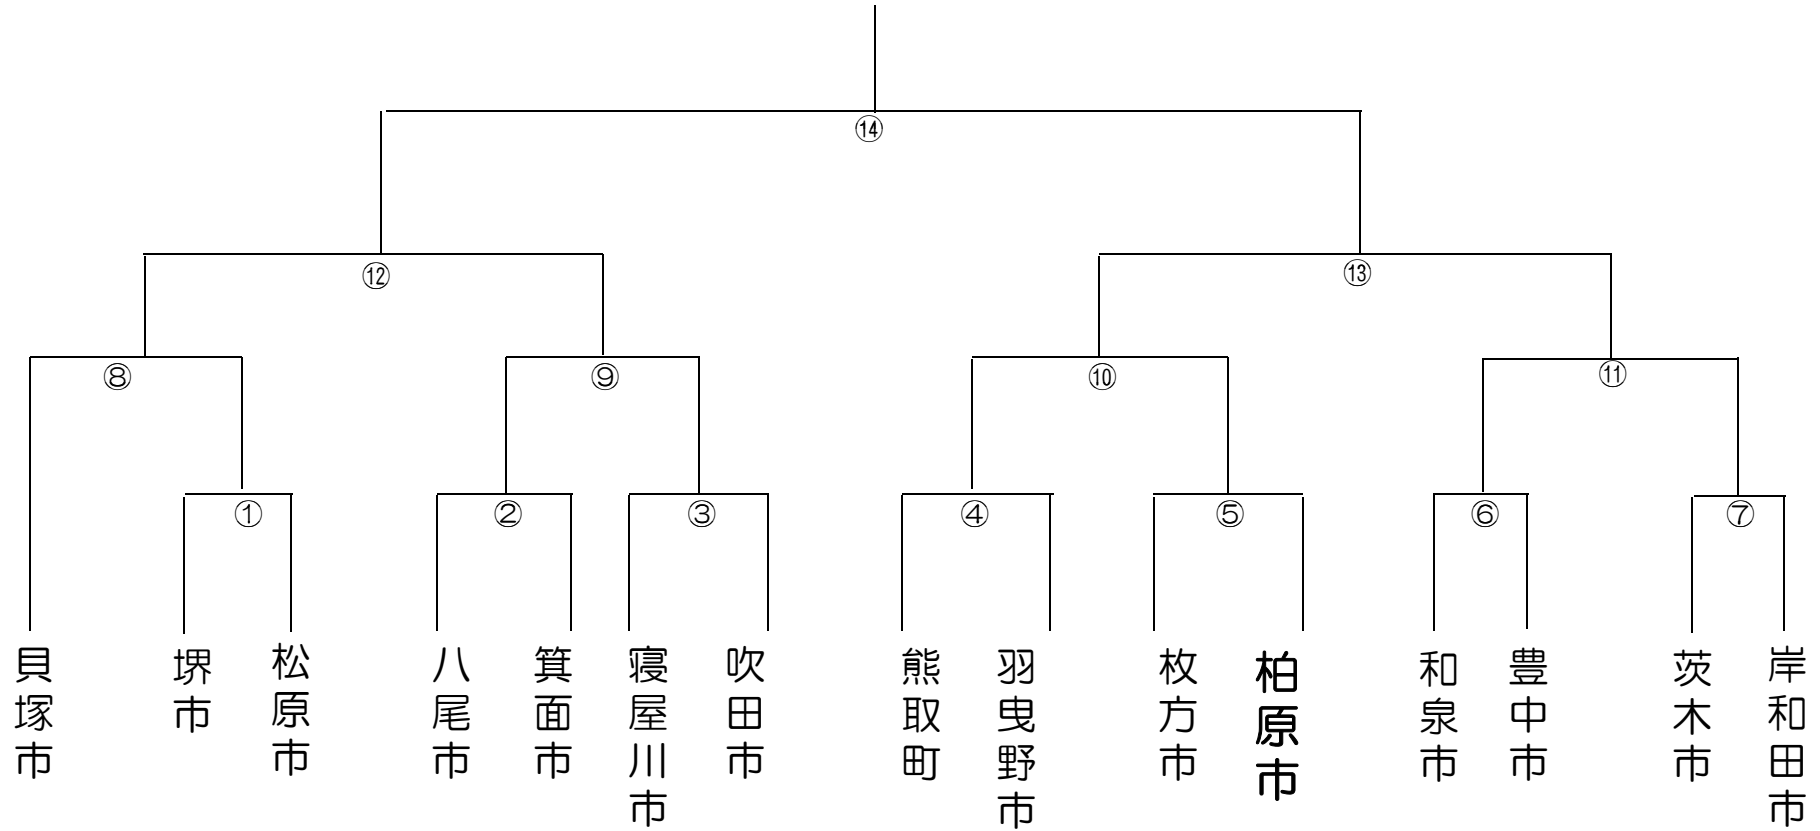 ⑭
⑫
⑬
⑧
⑨
⑩
⑪
①
②
③
④
⑤
⑥
⑦
貝塚市
堺市
松原市
八尾市
箕面市
寝屋川市
吹田市
熊取町
羽曳野市
枚方市
柏原市
和泉市
豊中市
茨木市
岸和田市